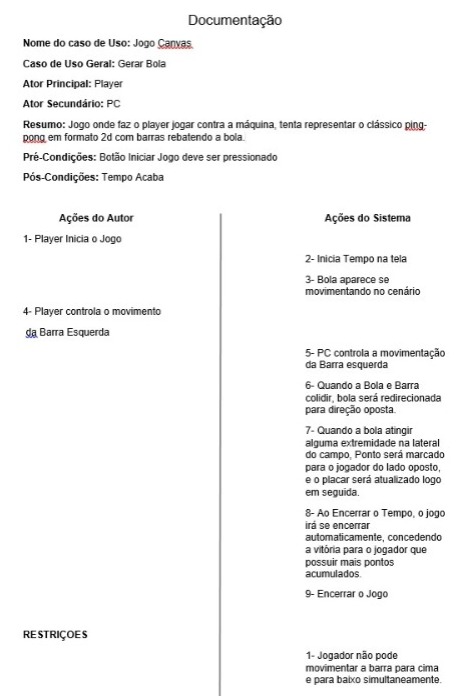 Documentação
Nome do caso de Uso: Jogo Canvas
Caso de Uso Geral: Gerar Bola
Ator Principal: Player
Ator Secundário: PC
Resumo: Jogo onde faz o player jogar contra a máquina, tenta representar o clássico ping-
pong em formato 2d com barras rebatendo a bola.
Pré-Condições: Botão Iniciar Jogo deve ser pressionado
Pós-Condições: Tempo Acaba
Ações do Autor
Ações do Sistema
1- Player Inicia o Jogo
2- Inicia Tempo na tela
3- Bola aparece se
movimentando no cenário
4- Player controla o movimento
da Barra Esquerda
5- PC controla a movimentação
da Barra esquerda
6- Quando a Bola e Barra
colidir, bola será redirecionada
para direção oposta.
7- Quando a bola atingir
alguma extremidade na lateral
do campo, Ponto será marcado
para o jogador do lado oposto,
e o placar será atualizado logo
em seguida.
8- Ao Encerrar o Tempo, o jogo
irá se encerrar
automaticamente, concedendo
a vitória para o jogador que
possuir mais pontos
acumulados.
9- Encerrar o Jogo
RESTRIÇOES
1- Jogador não pode
movimentar a barra para cima
e para baixo simultaneamente.